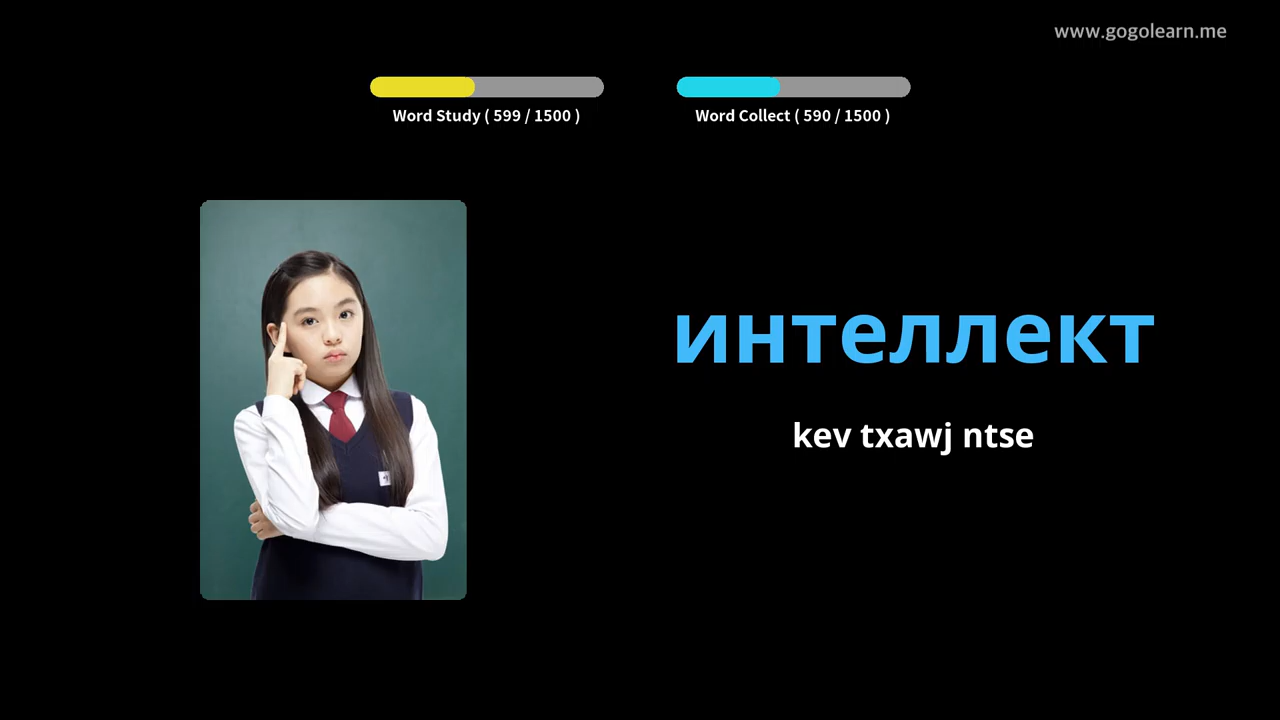 www.gogolearn.me
Word Study ( 599 / 1500 )
Word Collect ( 590 / 1500 )
интеллект
kev txawj ntse